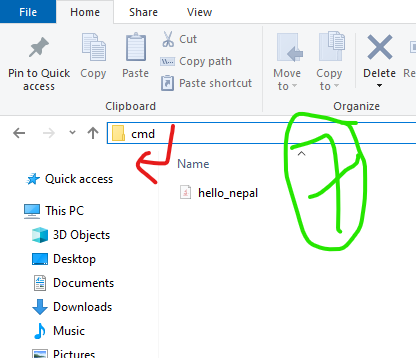 File Home Share View
Pin to Quick access
Copy
Paste
Cut
Copy path
Paste shortcut
Move to
Copy to
Delete
Clipboard
Organize
cmd
Name
hello_nepal
7
Quick access
This PC
3D Objects
Desktop
Documents
Downloads
Music
Pictures